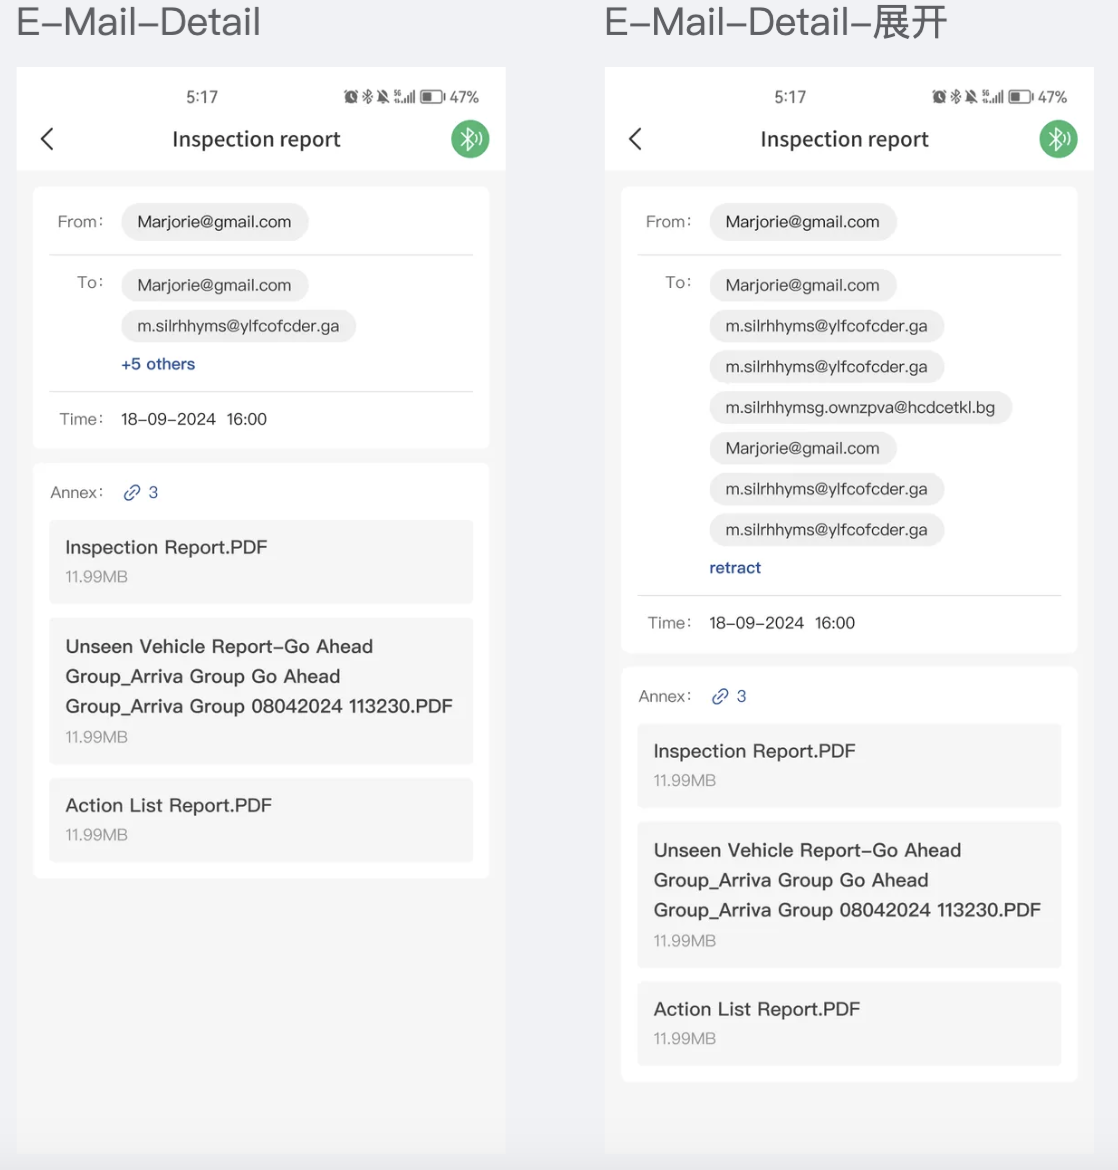 E–Mail–Detail
5:17
47%
Inspection report
From:
Marjorie@gmail.com
To:
Marjorie@gmail.com
m.silrhhyms@ylfcofcder.ga
+5 others
Time:
18–09–2024 16:00
Annex:
3
Inspection Report.PDF
11.99MB
Unseen Vehicle Report–Go Ahead
Group_Arriva Group Go Ahead
Group_Arriva Group 08042024 113230.PDF
11.99MB
Action List Report.PDF
11.99MB
E–Mail–Detail–展开
5:17
47%
Inspection report
From:
Marjorie@gmail.com
To:
Marjorie@gmail.com
m.silrhhyms@ylfcofcder.ga
m.silrhhyms@ylfcofcder.ga
m.silrhhymsg.ownzpva@hcdcetkl.bg
Marjorie@gmail.com
m.silrhhyms@ylfcofcder.ga
m.silrhhyms@ylfcofcder.ga
retract
Time:
18–09–2024 16:00
Annex:
3
Inspection Report.PDF
11.99MB
Unseen Vehicle Report–Go Ahead
Group_Arriva Group Go Ahead
Group_Arriva Group 08042024 113230.PDF
11.99MB
Action List Report.PDF
11.99MB